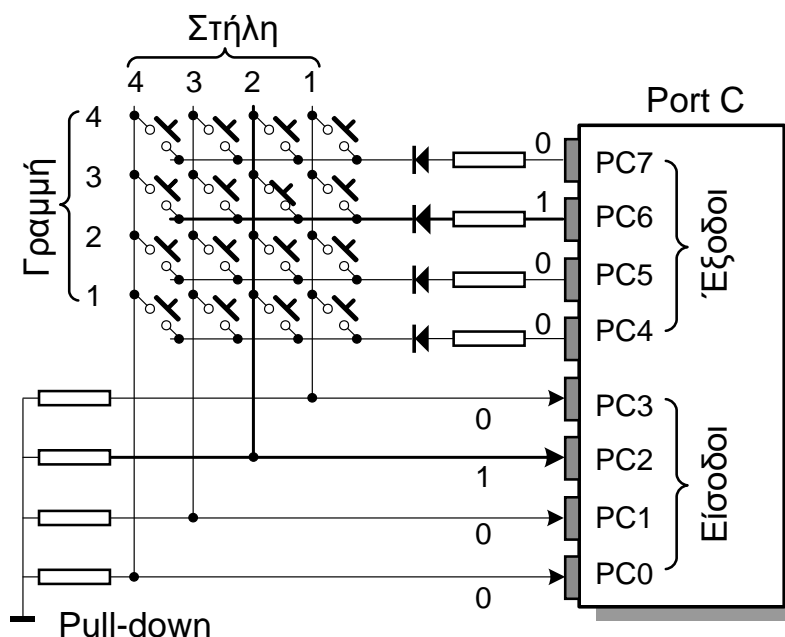 Στήλη
4 3 2 1
Γραμμή
4
3
2
1
Port C
0 PC7
1 PC6
0 PC5
0 PC4
Έξοδοι
0 PC3
1 PC2
0 PC1
0 PC0
Είσοδοι
Pull-down